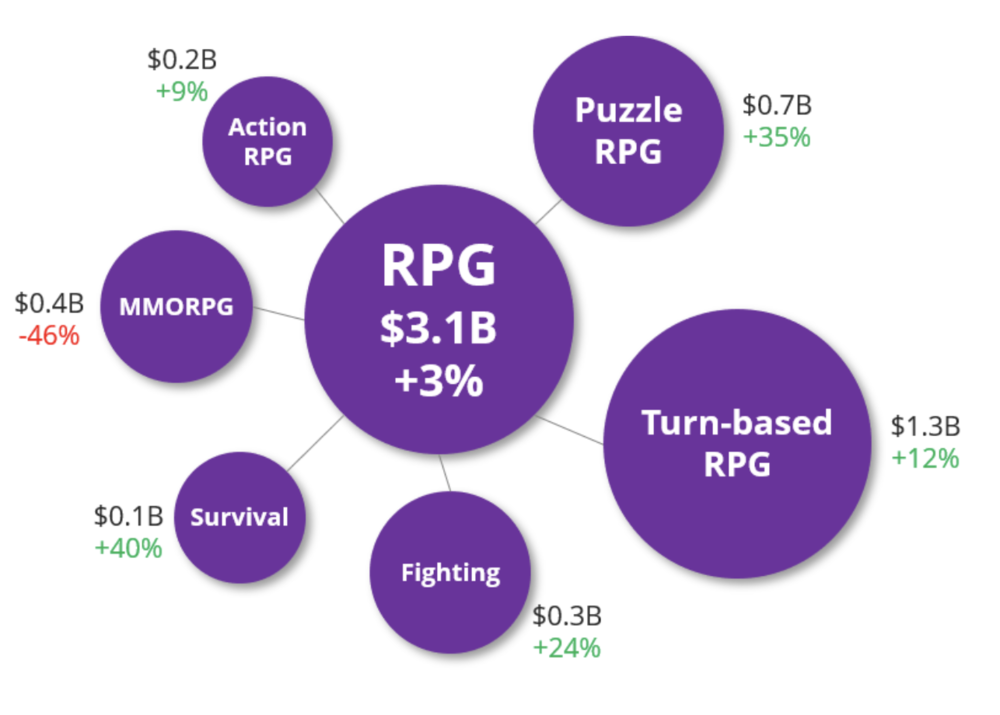 $0.2B
+9%
Action
RPG
Puzzle
RPG
$0.7B
+35%
RPG
$3.1B
+3%
MMORPG
$0.4B
-46%
Turn-based
RPG
$1.3B
+12%
Survival
$0.1B
+40%
Fighting
$0.3B
+24%